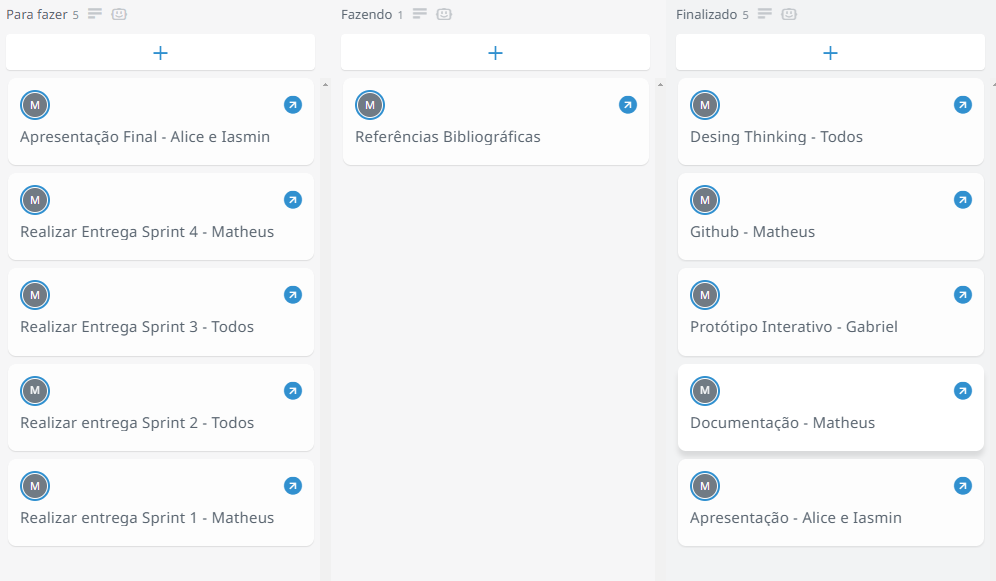 Para fazer 5
M
Apresentação Final - Alice e Iasmin
M
Realizar Entrega Sprint 4 - Matheus
M
Realizar Entrega Sprint 3 - Todos
M
Realizar entrega Sprint 2 - Todos
M
Realizar entrega Sprint 1 - Matheus
Fazendo 1
M
Referências Bibliográficas
Finalizado 5
M
Desing Thinking - Todos
M
Github - Matheus
M
Protótipo Interativo - Gabriel
M
Documentação - Matheus
M
Apresentação - Alice e Iasmin